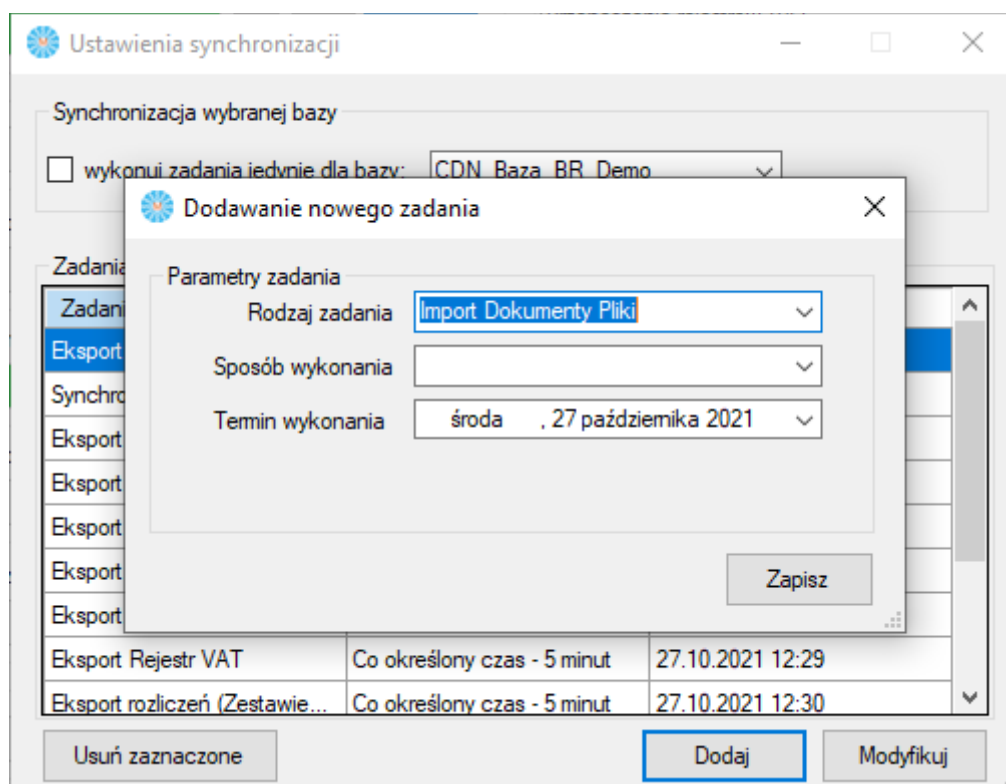 Ustawienia synchronizacji
Synchronizacja wybranej bazy
wykonuj zadania jedynie dla bazy: CDN_Baza_BR_Demo
Dodawanie nowego zadania
Zadania
Parametry zadania
Zadani
Rodzaj zadania Import Dokumenty Pliki
Eksport
Sposób wykonania
Synchro
Termin wykonania środa , 27 października 2021
Eksport
Eksport
Eksport
Eksport
Zapisz
Eksport
Eksport Rejestr VAT Co określony czas - 5 minut 27.10.2021 12:29
Eksport rozliczeń (Zestawie... Co określony czas - 5 minut 27.10.2021 12:30
Usuń zaznaczone Dodaj Modyfikuj